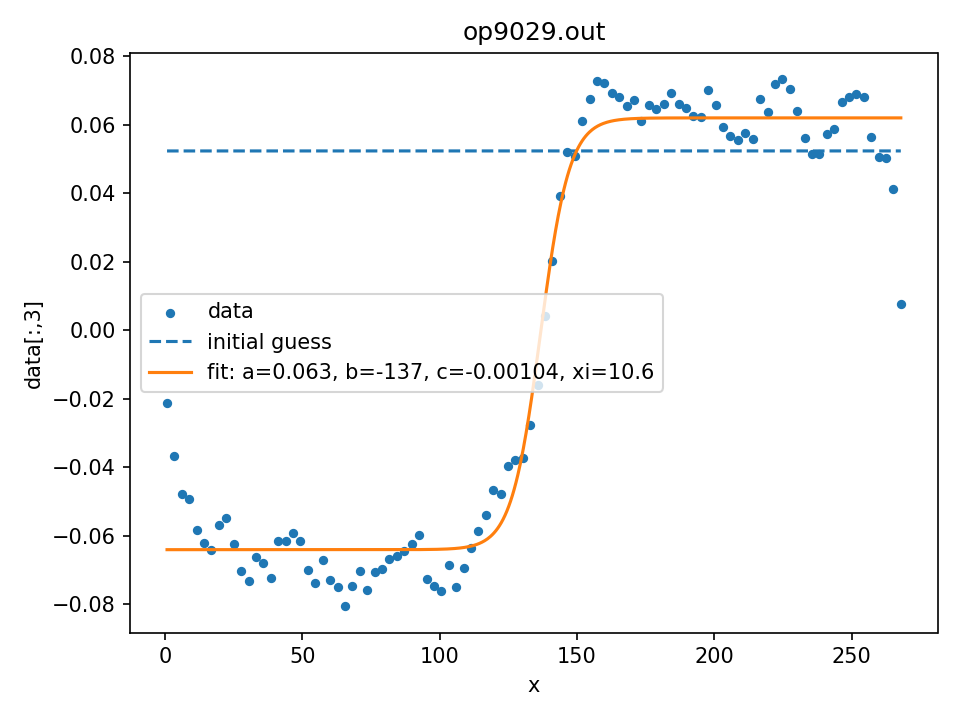 op9029.out
0.08
0.06
0.04
0.02
0.00
−0.02
−0.04
−0.06
−0.08
data[:,3]
data
initial guess
fit: a=0.063, b=-137, c=-0.00104, xi=10.6
0 50 100 150 200 250
x